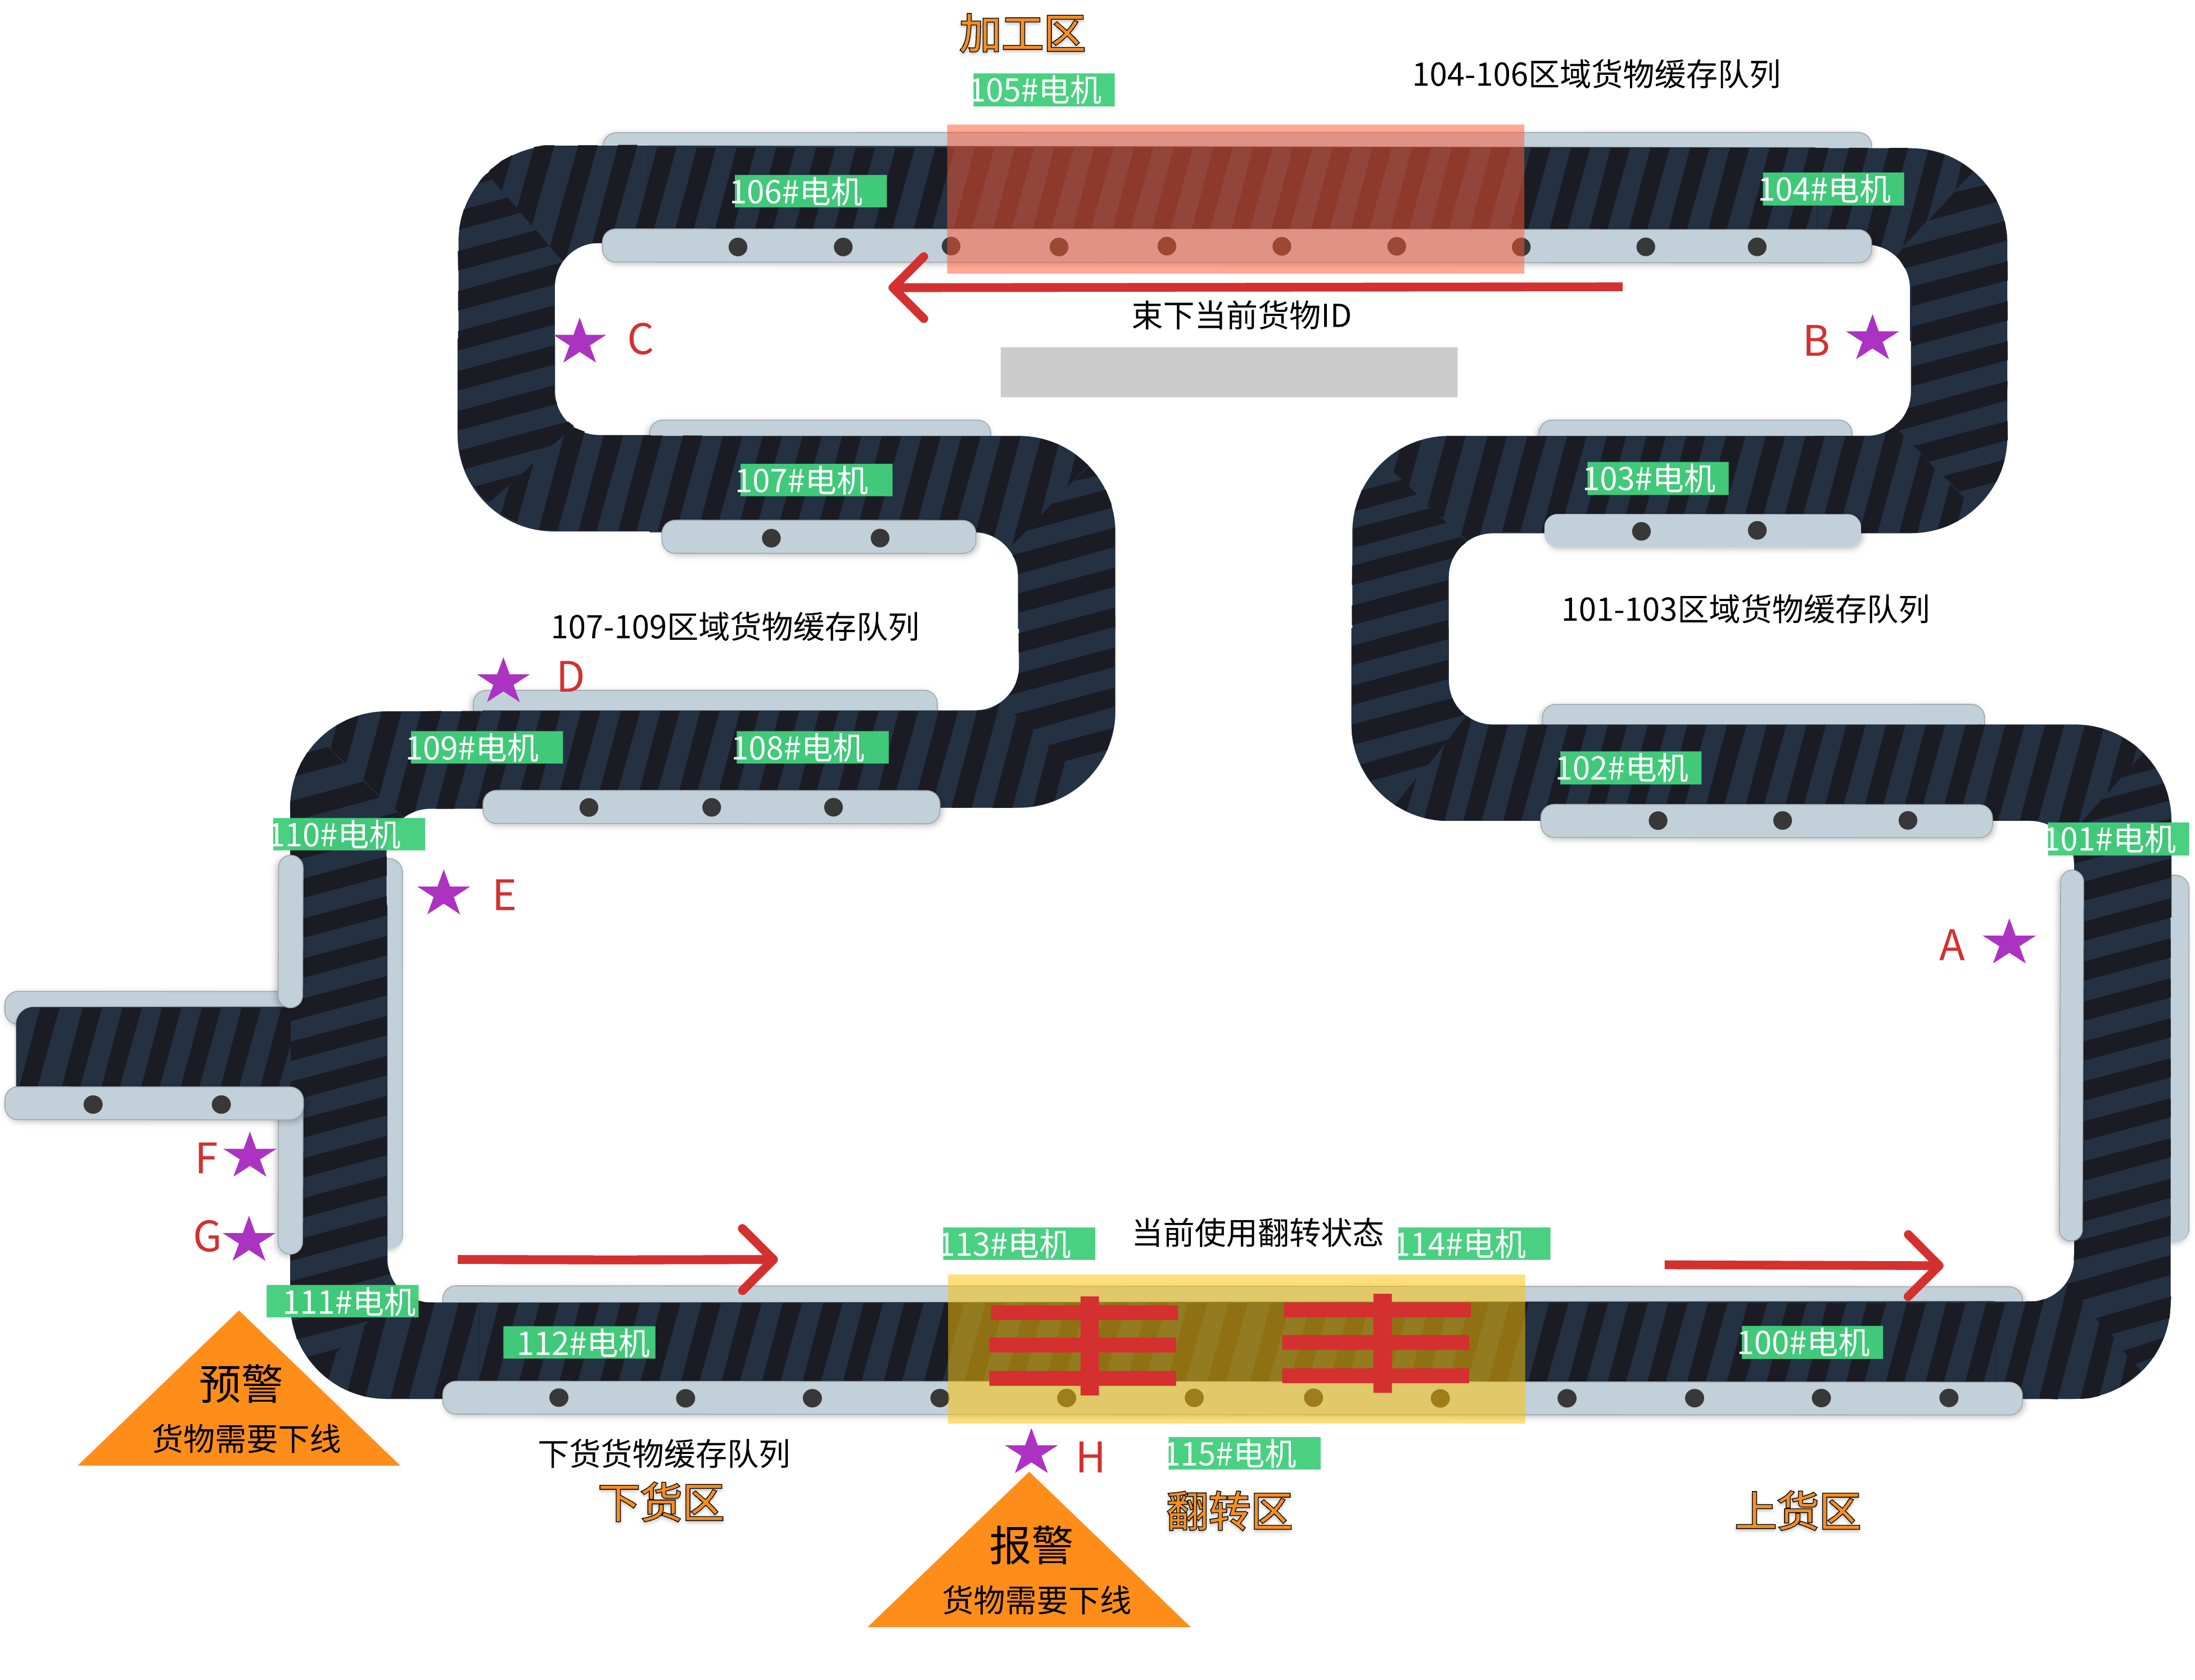 加工区
105#电机
104-106区域货物缓存队列
106#电机
104#电机
束下当前货物ID
C
B
107#电机
103#电机
107-109区域货物缓存队列
101-103区域货物缓存队列
D
109#电机
108#电机
102#电机
110#电机
101#电机
E
A
F
G
113#电机
当前使用翻转状态
114#电机
111#电机
112#电机
100#电机
预警
货物需要下线
下货货物缓存队列
H
115#电机
下货区
翻转区
上货区
报警
货物需要下线